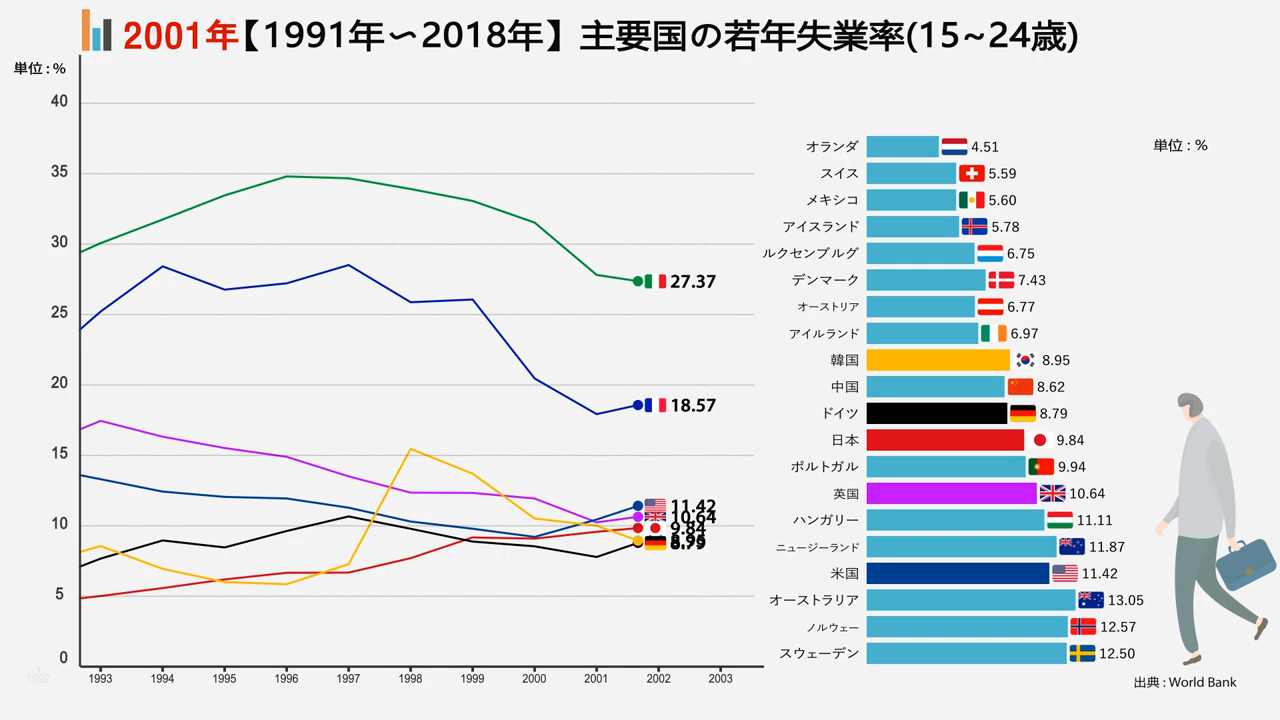 2001年【1991年〜2018年】主要国の若年失業率(15~24歳)
単位 : %
40
35
30
25
20
15
10
5
0
1992
1993
1994
1995
1996
1997
1998
1999
2000
2001
2002
2003
27.37
18.57
11.42
10.64
9.84
8.79
単位 : %
オランダ 4.51
スイス 5.59
メキシコ 5.60
アイスランド 5.78
ルクセンブルグ 6.75
デンマーク 7.43
オーストリア 6.77
アイルランド 6.97
韓国 8.95
中国 8.62
ドイツ 8.79
日本 9.84
ポルトガル 9.94
英国 10.64
ハンガリー 11.11
ニュージーランド 11.87
米国 11.42
オーストラリア 13.05
ノルウェー 12.57
スウェーデン 12.50
出典 : World Bank